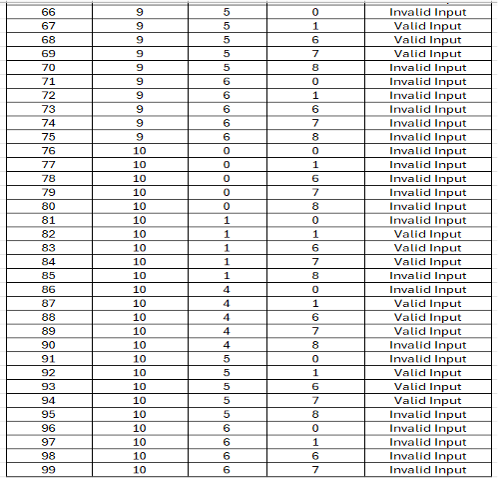 66 9 5 0 Invalid Input
67 9 5 1 Valid Input
68 9 5 6 Valid Input
69 9 5 7 Valid Input
70 9 5 8 Invalid Input
71 9 6 0 Invalid Input
72 9 6 1 Invalid Input
73 9 6 6 Invalid Input
74 9 6 7 Invalid Input
75 9 6 8 Invalid Input
76 10 0 0 Invalid Input
77 10 0 1 Invalid Input
78 10 0 6 Invalid Input
79 10 0 7 Invalid Input
80 10 0 8 Invalid Input
81 10 1 0 Invalid Input
82 10 1 1 Valid Input
83 10 1 6 Valid Input
84 10 1 7 Valid Input
85 10 1 8 Invalid Input
86 10 4 0 Invalid Input
87 10 4 1 Valid Input
88 10 4 6 Valid Input
89 10 4 7 Valid Input
90 10 4 8 Invalid Input
91 10 5 0 Invalid Input
92 10 5 1 Valid Input
93 10 5 6 Valid Input
94 10 5 7 Valid Input
95 10 5 8 Invalid Input
96 10 6 0 Invalid Input
97 10 6 1 Invalid Input
98 10 6 6 Invalid Input
99 10 6 7 Invalid Input